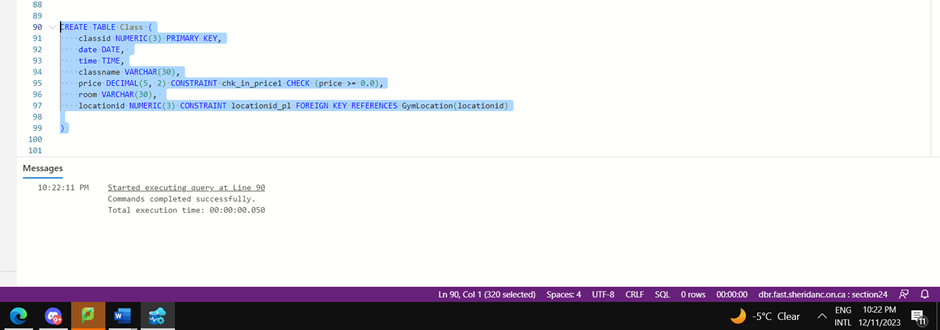 88
89
90 CREATE TABLE Class (
91 classid NUMERIC(3) PRIMARY KEY,
92 date DATE,
93 time TIME,
94 classname VARCHAR(30),
95 price DECIMAL(5, 2) CONSTRAINT chk_in_price1 CHECK (price >= 0.0),
96 room VARCHAR(30),
97 locationid NUMERIC(3) CONSTRAINT locationid_pl FOREIGN KEY REFERENCES GymLocation(locationid)
98
99 )
100
101
Messages
10:22:11 PM Started executing query at Line 90
Commands completed successfully.
Total execution time: 00:00:00.050
Ln 90, Col 1 (320 selected) Spaces: 4 UTF-8 CRLF SQL 0 rows 00:00:00 dbr.fast.sheridanc.on.ca : section24
-5°C Clear ENG 10:22 PM
INTL 12/11/2023 11